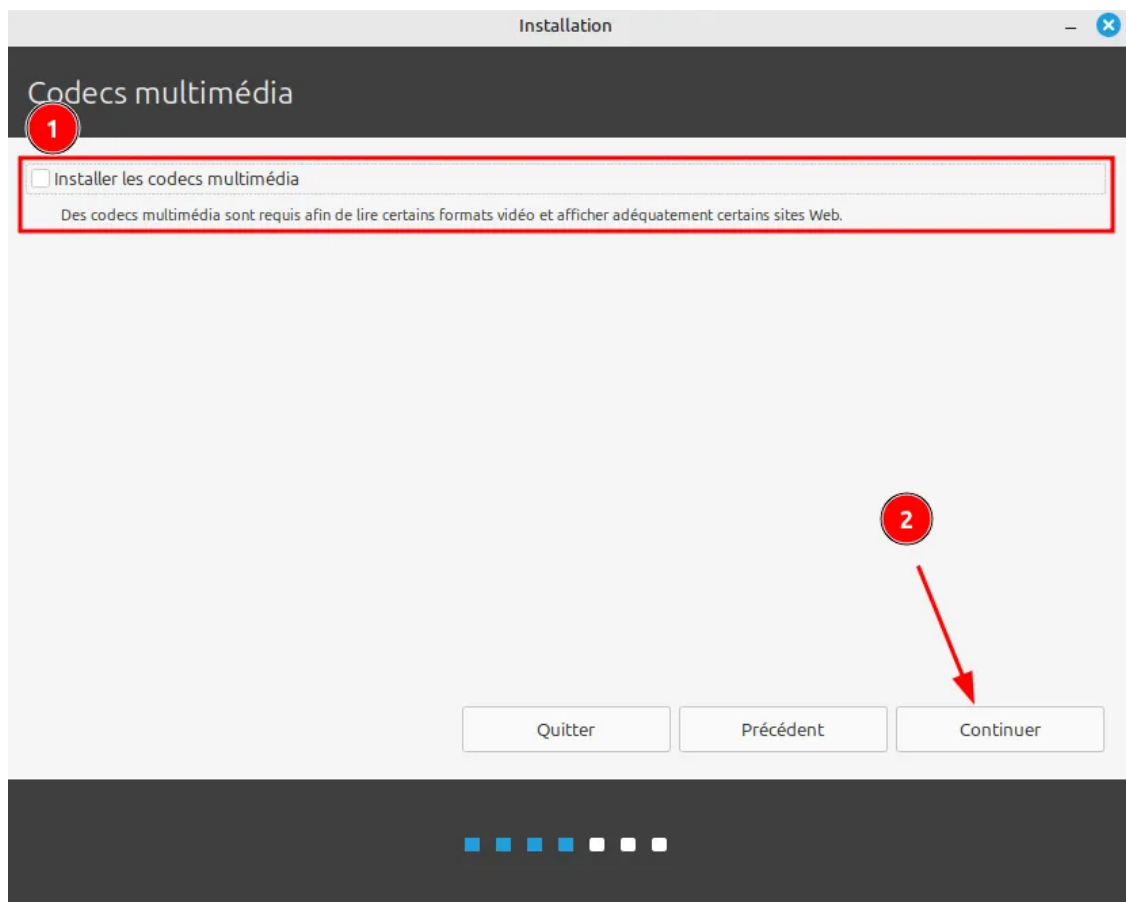 Installation
Codecs multimédia
1
Installer les codecs multimédia
Des codecs multimédia sont requis afin de lire certains formats vidéo et afficher adéquatement certains sites Web.
2
Quitter
Précédent
Continuer